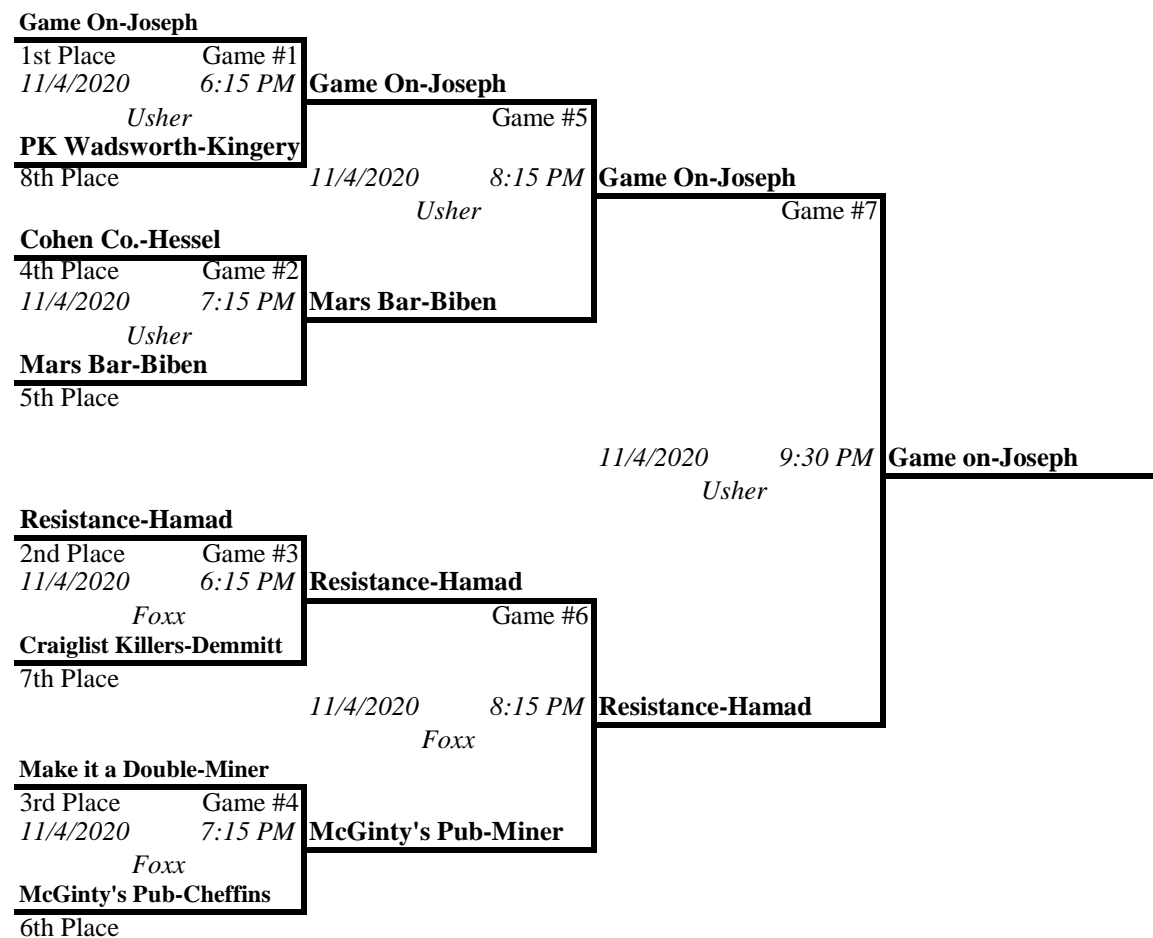 Game On-Joseph
1st Place Game #1
11/4/2020 6:15 PM Game On-Joseph
Usher Game #5
PK Wadsworth-Kingery
8th Place 11/4/2020 8:15 PM Game On-Joseph
Usher Game #7
Cohen Co.-Hessel
4th Place Game #2
11/4/2020 7:15 PM Mars Bar-Biben
Usher
Mars Bar-Biben
5th Place
11/4/2020 9:30 PM Game on-Joseph
Usher
Resistance-Hamad
2nd Place Game #3
11/4/2020 6:15 PM Resistance-Hamad
Foxx Game #6
Craiglist Killers-Demmitt
7th Place
11/4/2020 8:15 PM Resistance-Hamad
Foxx
Make it a Double-Miner
3rd Place Game #4
11/4/2020 7:15 PM McGinty's Pub-Miner
Foxx
McGinty's Pub-Cheffins
6th Place